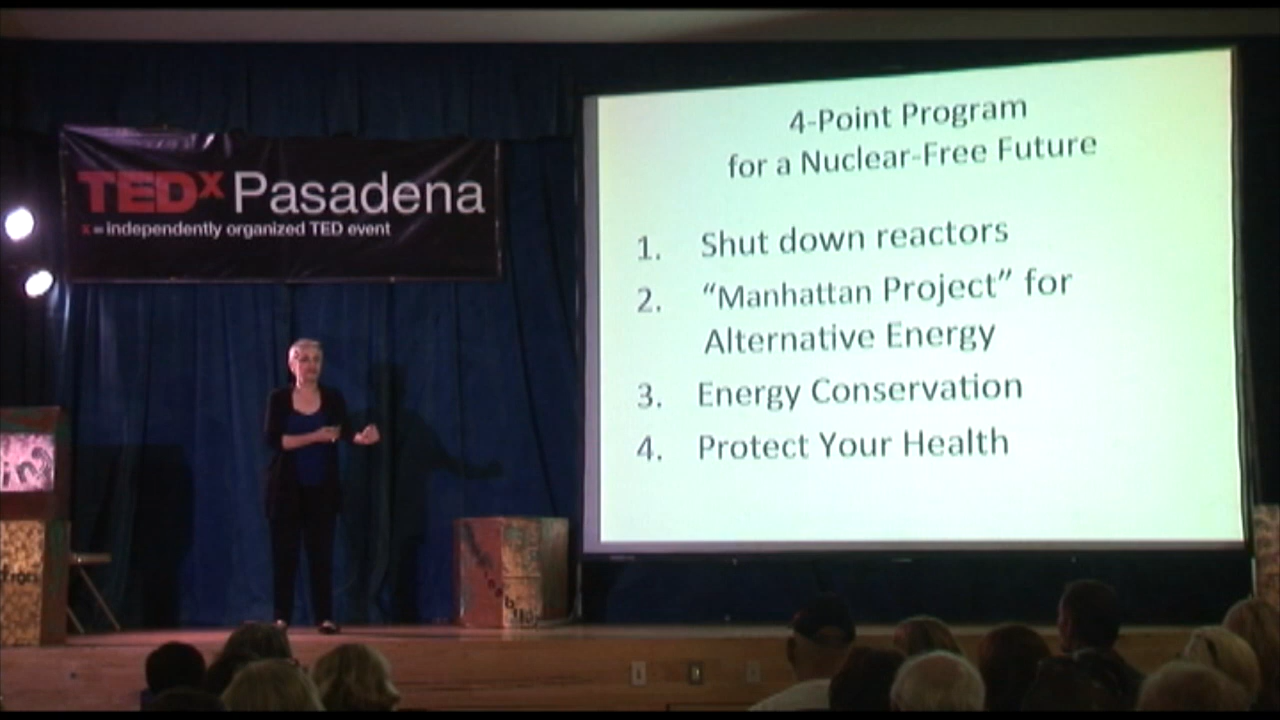 TEDx Pasadena
x = independently organized TED event
4-Point Program
for a Nuclear-Free Future
1. Shut down reactors
2. “Manhattan Project” for
Alternative Energy
3. Energy Conservation
4. Protect Your Health